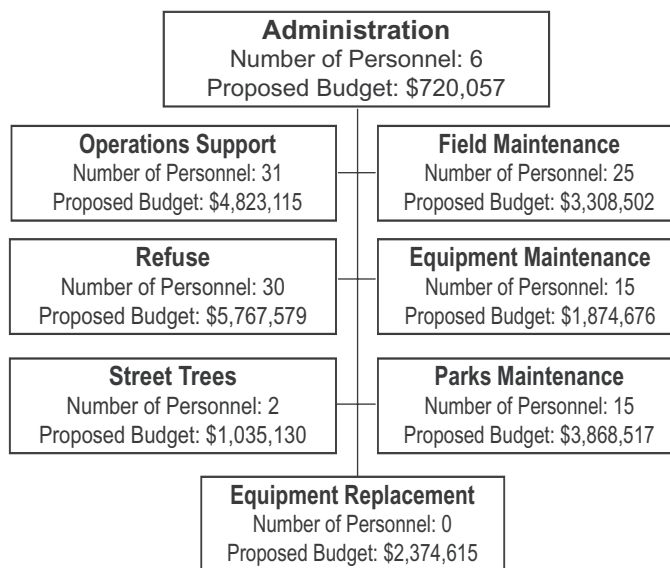 Administration
Number of Personnel: 6
Proposed Budget: $720,057
Operations Support
Number of Personnel: 31
Proposed Budget: $4,823,115
Field Maintenance
Number of Personnel: 25
Proposed Budget: $3,308,502
Refuse
Number of Personnel: 30
Proposed Budget: $5,767,579
Equipment Maintenance
Number of Personnel: 15
Proposed Budget: $1,874,676
Street Trees
Number of Personnel: 2
Proposed Budget: $1,035,130
Parks Maintenance
Number of Personnel: 15
Proposed Budget: $3,868,517
Equipment Replacement
Number of Personnel: 0
Proposed Budget: $2,374,615